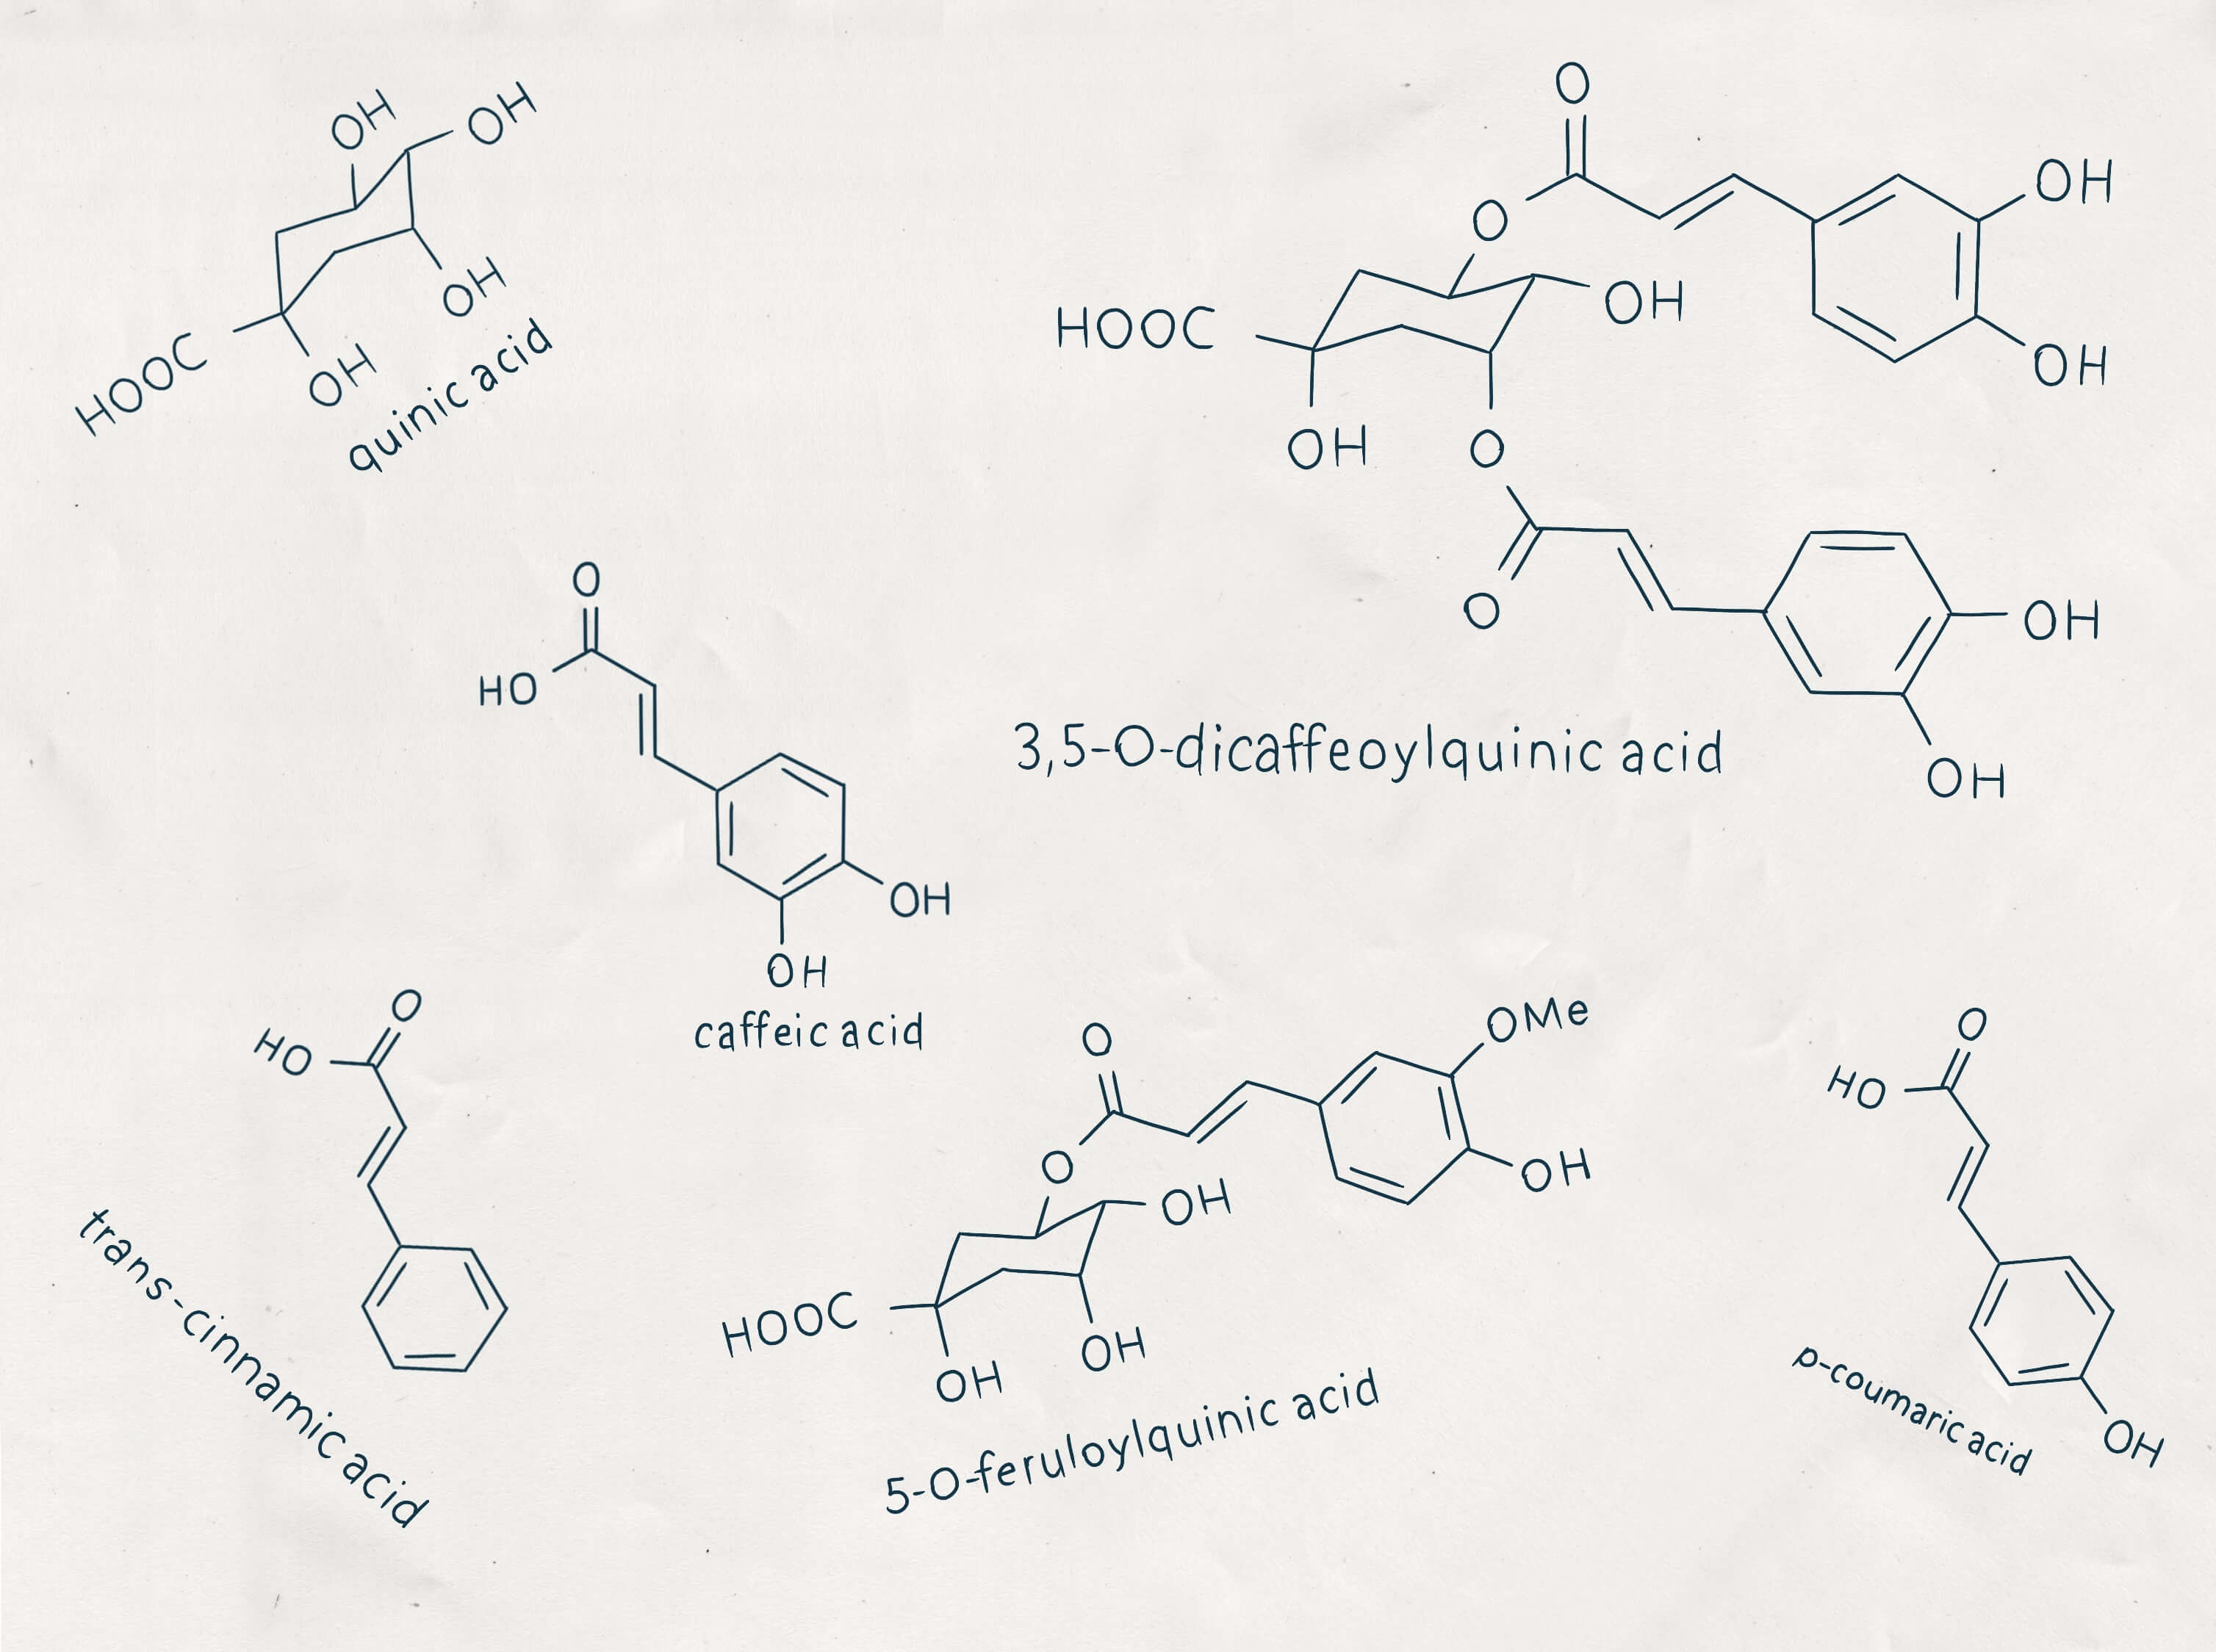 OH
OH
OH
OH
HOOC
quinic acid
O
O
OH
OH
OH
HOOC
OH
O
O
OH
OH
3,5-O-dicaffeoylquinic acid
O
HO
OH
OH
caffeic acid
O
HO
trans-cinnamic acid
O
O
OMe
OH
OH
HOOC
OH
OH
5-O-feruloylquinic acid
O
HO
OH
p-coumaric acid